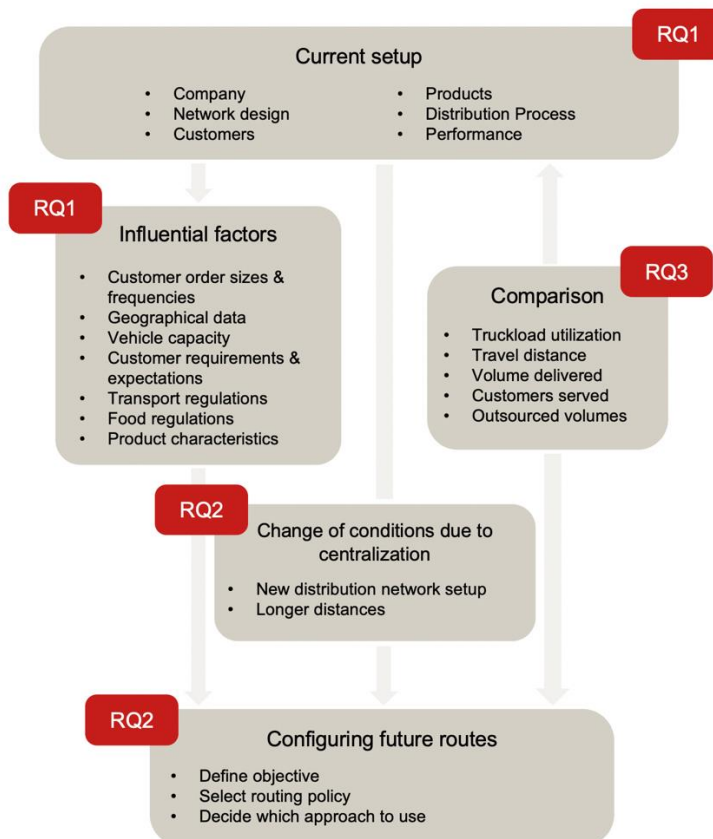 RQ1
Current setup
• Company
• Network design
• Customers
• Products
• Distribution Process
• Performance
RQ1
Influential factors
• Customer order sizes &
frequencies
• Geographical data
• Vehicle capacity
• Customer requirements &
expectations
• Transport regulations
• Food regulations
• Product characteristics
RQ3
Comparison
• Truckload utilization
• Travel distance
• Volume delivered
• Customers served
• Outsourced volumes
RQ2
Change of conditions due to
centralization
• New distribution network setup
• Longer distances
RQ2
Configuring future routes
• Define objective
• Select routing policy
• Decide which approach to use